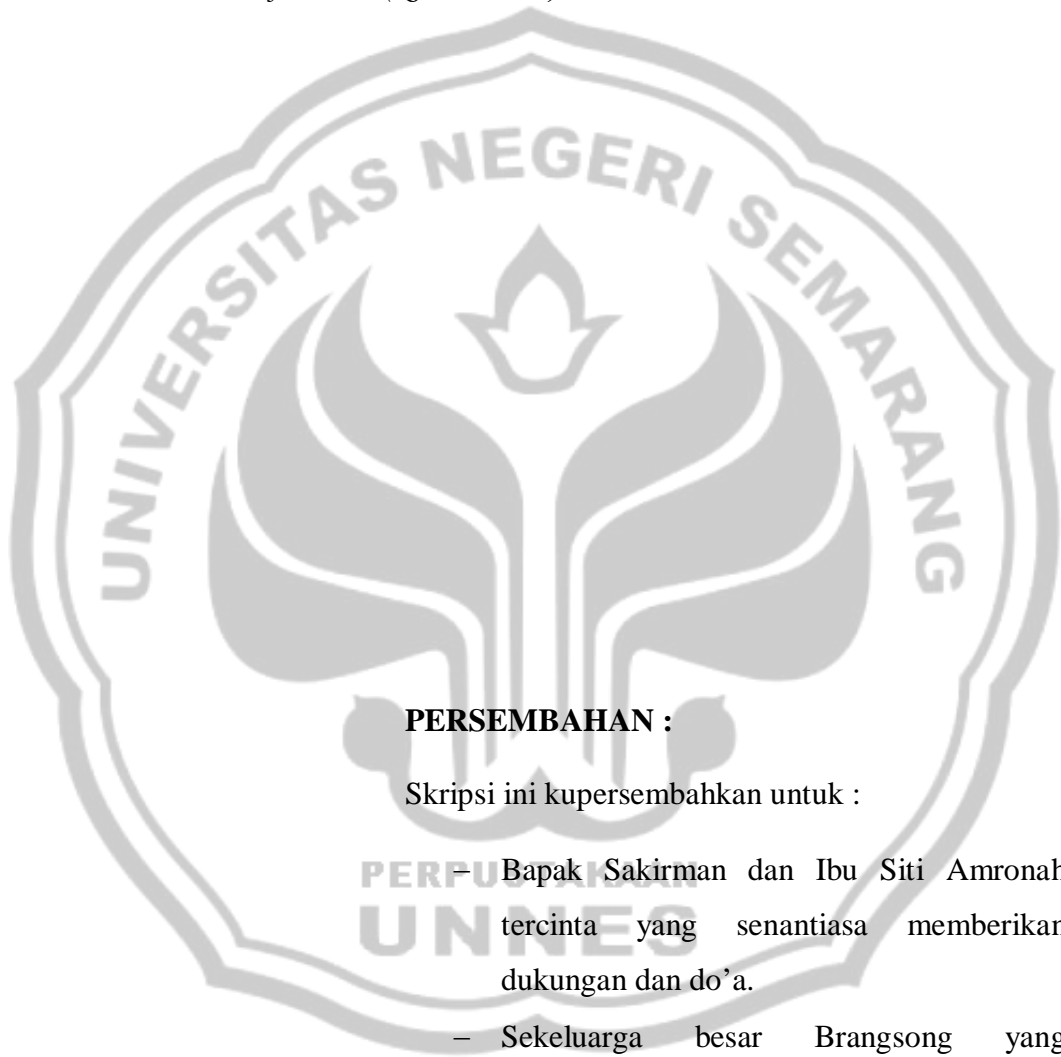 UNIVERSITAS NEGERI SEMARANG
PERSEMBAHAN :
Skripsi ini kupersembahkan untuk :
– Bapak Sakirman dan Ibu Siti Amronah
tercinta yang senantiasa memberikan
dukungan dan do’a.
– Sekeluarga besar Brangsong yang
PERPUSTAKAAN
UNNES